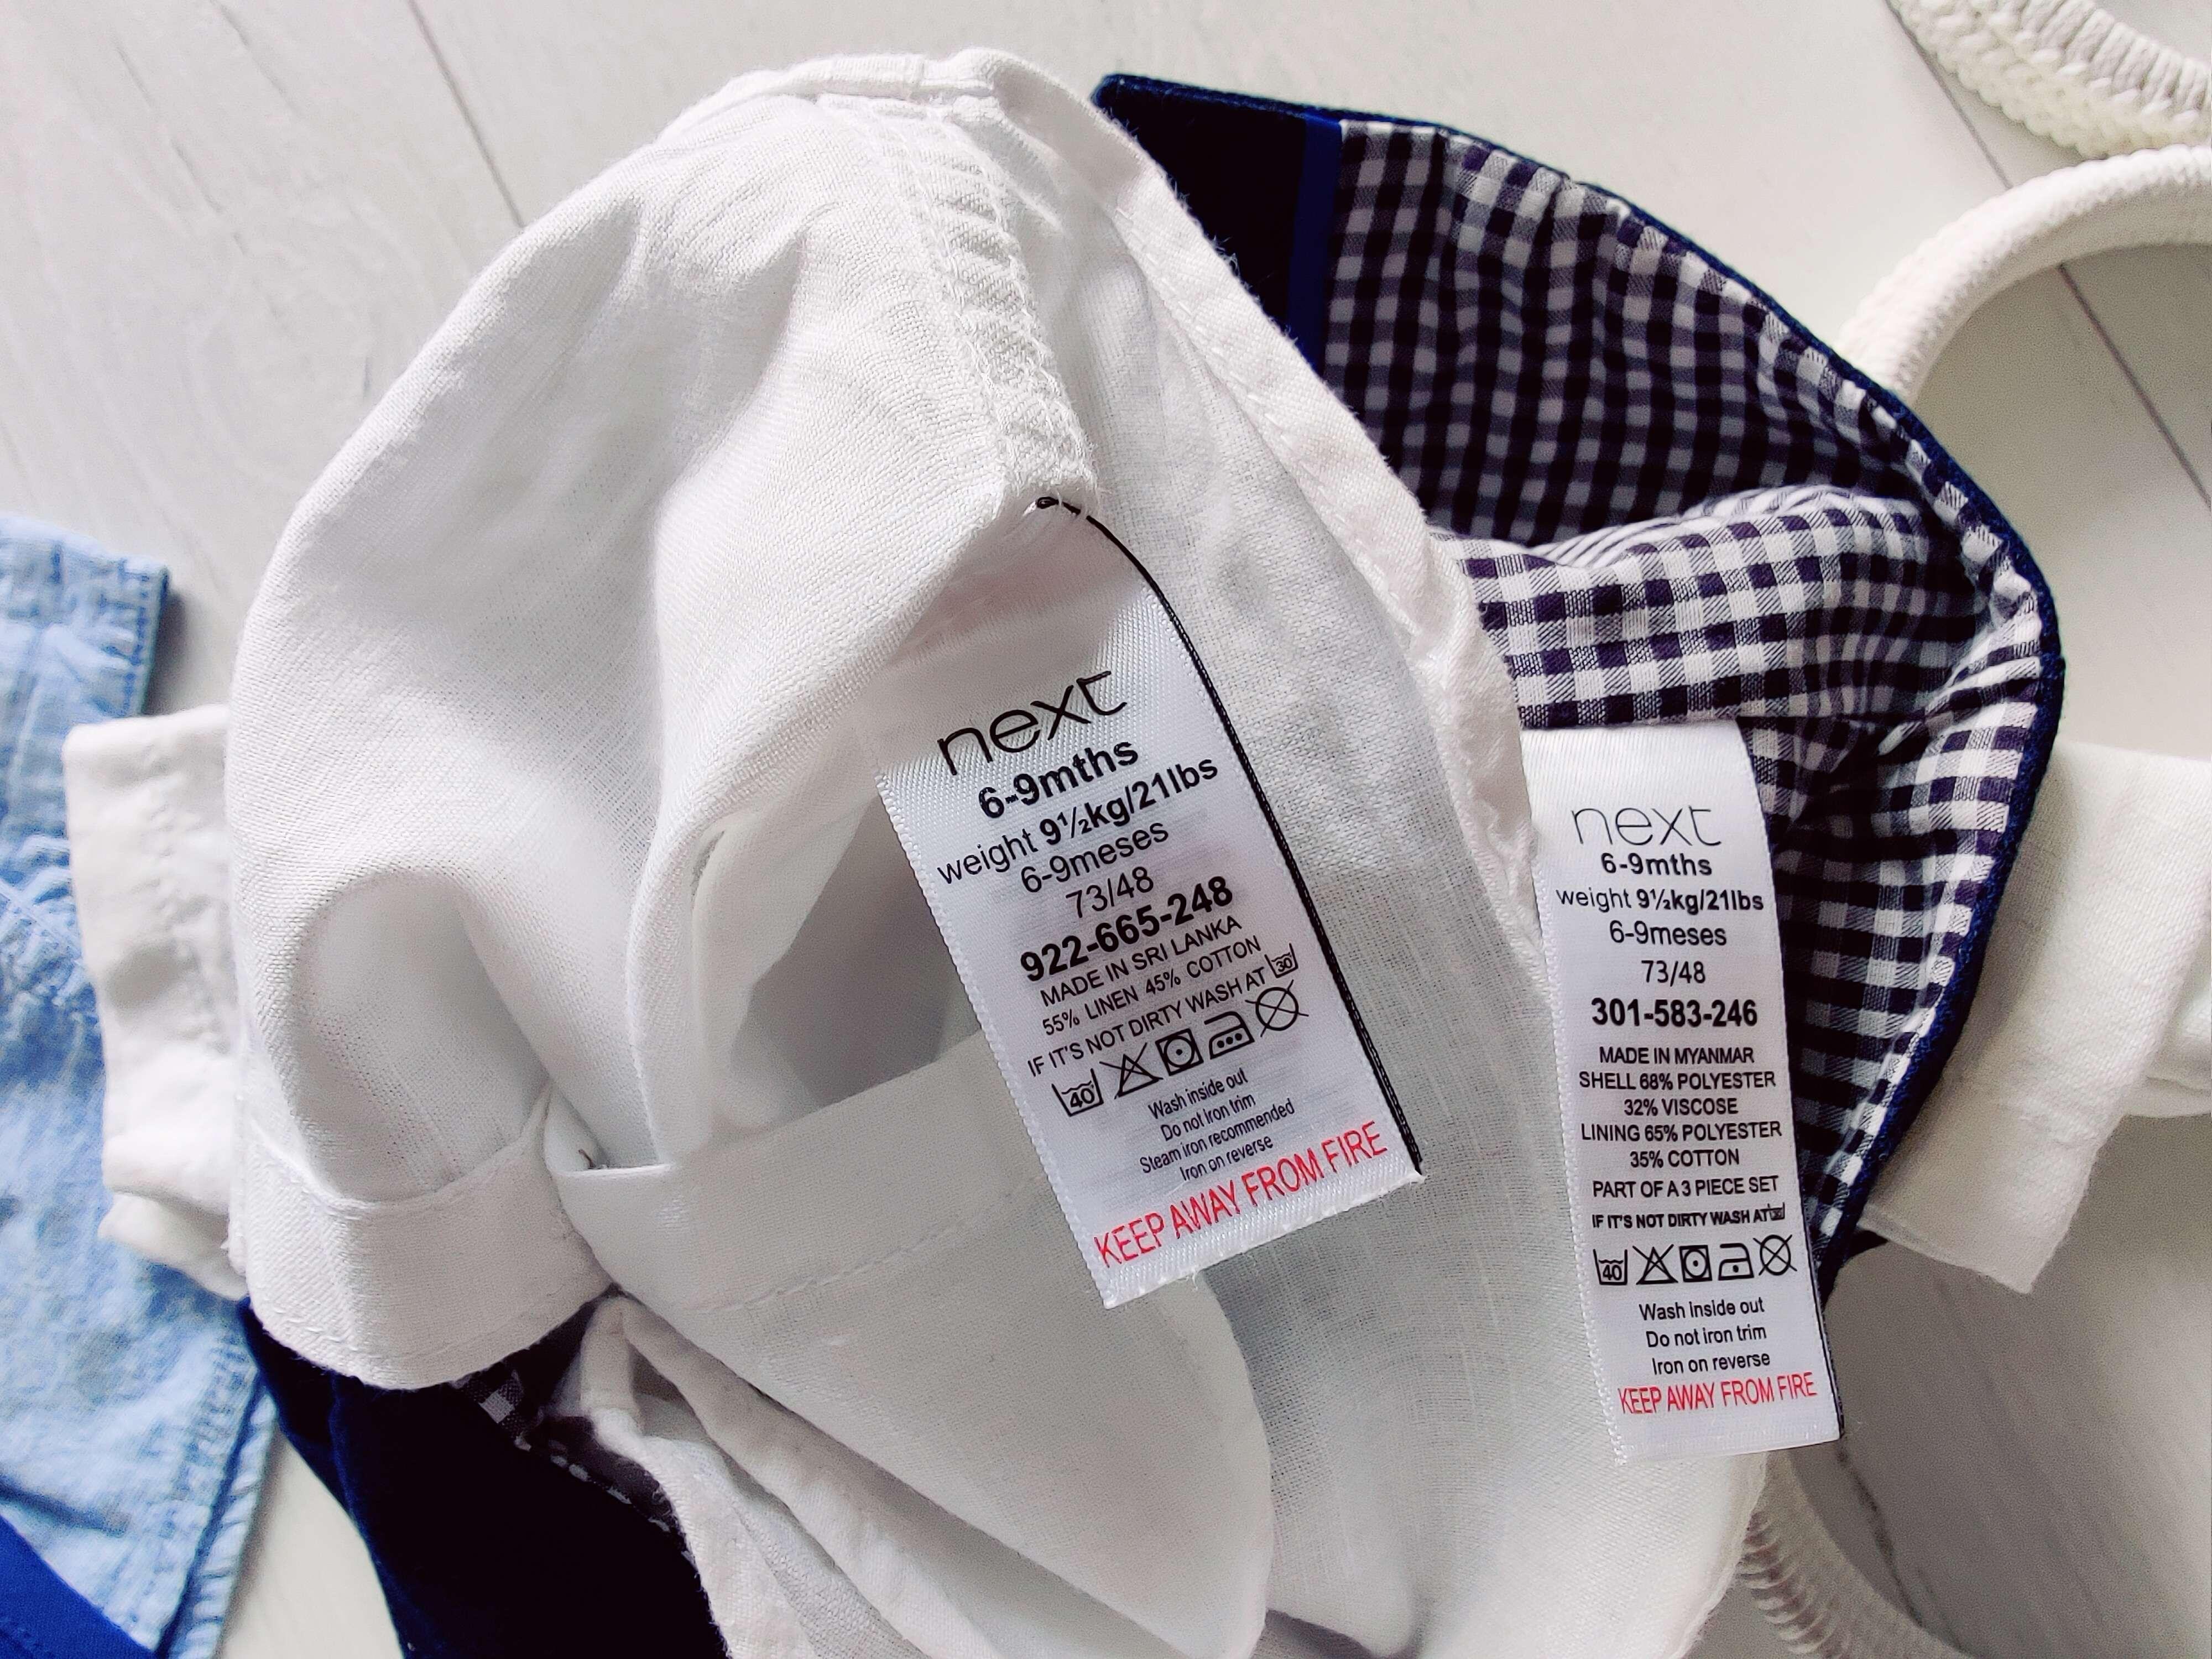 next
6-9mths
weight 9½kg/21lbs
6-9meses
73/48
922-665-248
MADE IN SRI LANKA
55% LINEN 45% COTTON
IF IT'S NOT DIRTY WASH AT 30
40
Wash inside out
Do not iron trim
Steam iron recommended
Iron on reverse
KEEP AWAY FROM FIRE
next
6-9mths
weight 9½kg/21lbs
6-9meses
73/48
301-583-246
MADE IN MYANMAR
SHELL 68% POLYESTER
32% VISCOSE
LINING 65% POLYESTER
35% COTTON
PART OF A 3 PIECE SET
IF IT'S NOT DIRTY WASH AT
40
Wash inside out
Do not iron trim
Iron on reverse
KEEP AWAY FROM FIRE